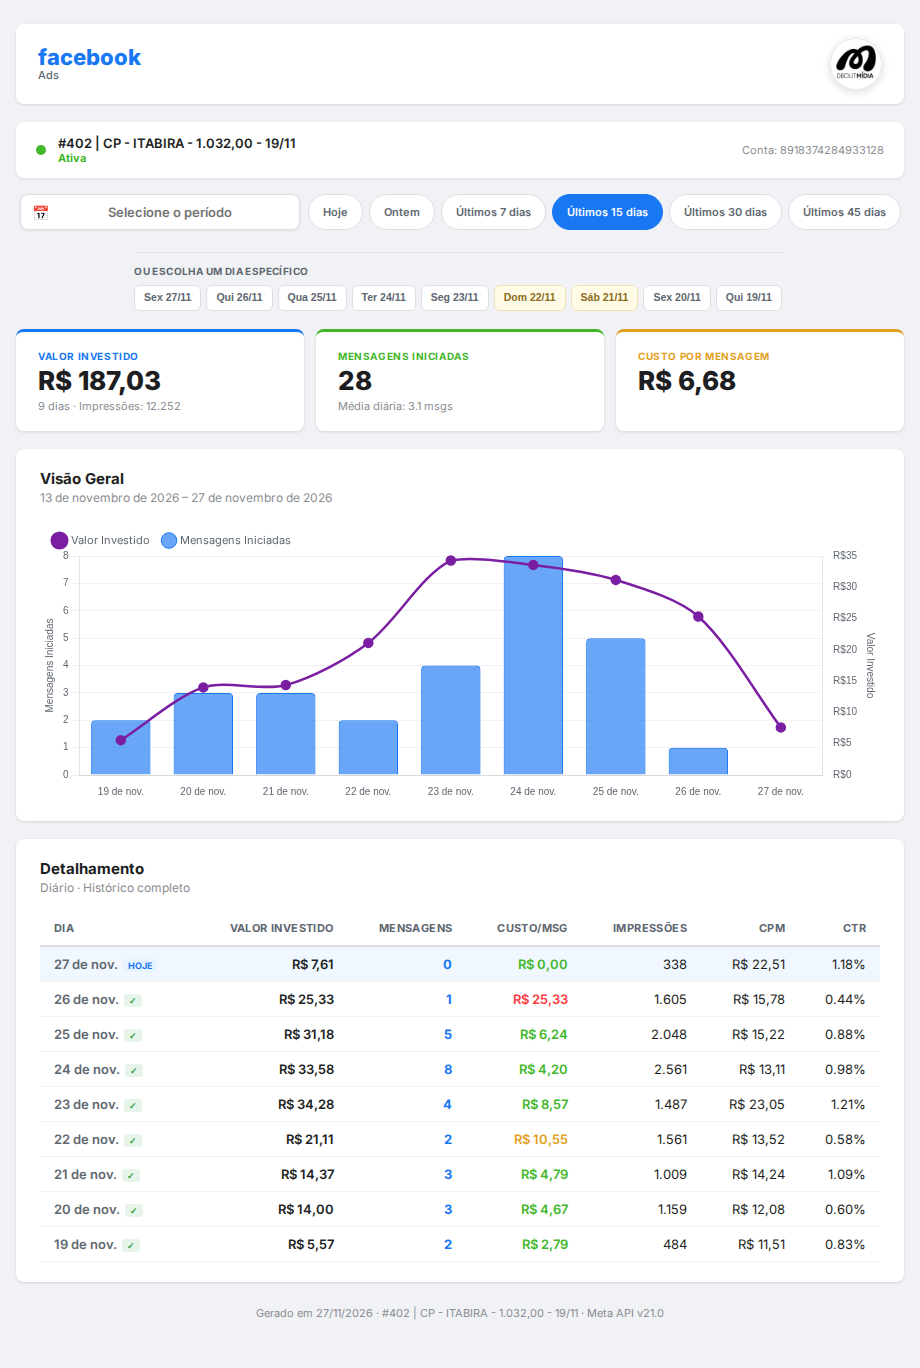 facebook
Ads
DBOUTMÍDIA
#402 | CP - ITABIRA - 1.032,00 - 19/11
Ativa
Conta: 8918374284933128
Selecione o período
Hoje
Ontem
Últimos 7 dias
Últimos 15 dias
Últimos 30 dias
Últimos 45 dias
OU ESCOLHA UM DIA ESPECÍFICO
Sex 27/11
Qui 26/11
Qua 25/11
Ter 24/11
Seg 23/11
Dom 22/11
Sáb 21/11
Sex 20/11
Qui 19/11
VALOR INVESTIDO
R$ 187,03
9 dias · Impressões: 12.252
MENSAGENS INICIADAS
28
Média diária: 3.1 msgs
CUSTO POR MENSAGEM
R$ 6,68
Visão Geral
13 de novembro de 2026 – 27 de novembro de 2026
Valor Investido
Mensagens Iniciadas
Mensagens Iniciadas
8
7
6
5
4
3
2
1
0
R$35
R$30
R$25
R$20
R$15
R$10
R$5
R$0
Valor Investido
19 de nov.
20 de nov.
21 de nov.
22 de nov.
23 de nov.
24 de nov.
25 de nov.
26 de nov.
27 de nov.
Detalhamento
Diário · Histórico completo
DIA VALOR INVESTIDO MENSAGENS CUSTO/MSG IMPRESSÕES CPM CTR
27 de nov. HOJE R$ 7,61 0 R$ 0,00 338 R$ 22,51 1.18%
26 de nov. ✓ R$ 25,33 1 R$ 25,33 1.605 R$ 15,78 0.44%
25 de nov. ✓ R$ 31,18 5 R$ 6,24 2.048 R$ 15,22 0.88%
24 de nov. ✓ R$ 33,58 8 R$ 4,20 2.561 R$ 13,11 0.98%
23 de nov. ✓ R$ 34,28 4 R$ 8,57 1.487 R$ 23,05 1.21%
22 de nov. ✓ R$ 21,11 2 R$ 10,55 1.561 R$ 13,52 0.58%
21 de nov. ✓ R$ 14,37 3 R$ 4,79 1.009 R$ 14,24 1.09%
20 de nov. ✓ R$ 14,00 3 R$ 4,67 1.159 R$ 12,08 0.60%
19 de nov. ✓ R$ 5,57 2 R$ 2,79 484 R$ 11,51 0.83%
Gerado em 27/11/2026 · #402 | CP - ITABIRA - 1.032,00 - 19/11 · Meta API v21.0